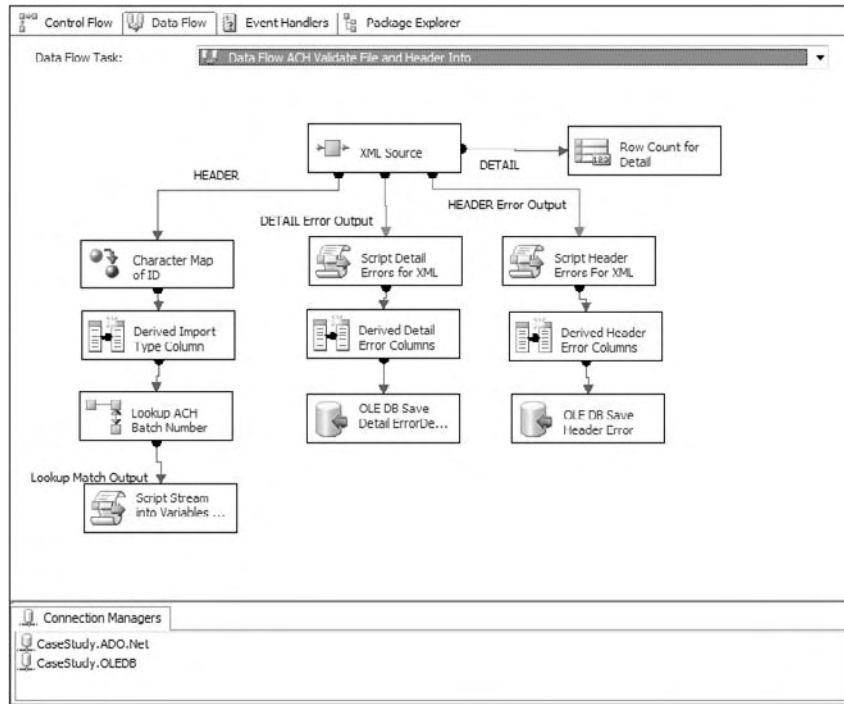 Control Flow
Data Flow
Event Handlers
Package Explorer
Data Flow Task:
Data Flow ACH Validate File and Header Info
XML Source
DETAIL
Row Count for
Detail
HEADER
DETAIL Error Output
HEADER Error Output
Character Map
of ID
Script Detail
Errors for XML
Script Header
Errors For XML
Derived Import
Type Column
Derived Detail
Error Columns
Derived Header
Error Columns
Lookup ACH
Batch Number
OLE DB Save
Detail ErrorDe...
OLE DB Save
Header Error
Lookup Match Output
Script Stream
into Variables ...
Connection Managers
CaseStudy.ADO.Net
CaseStudy.OLEDB